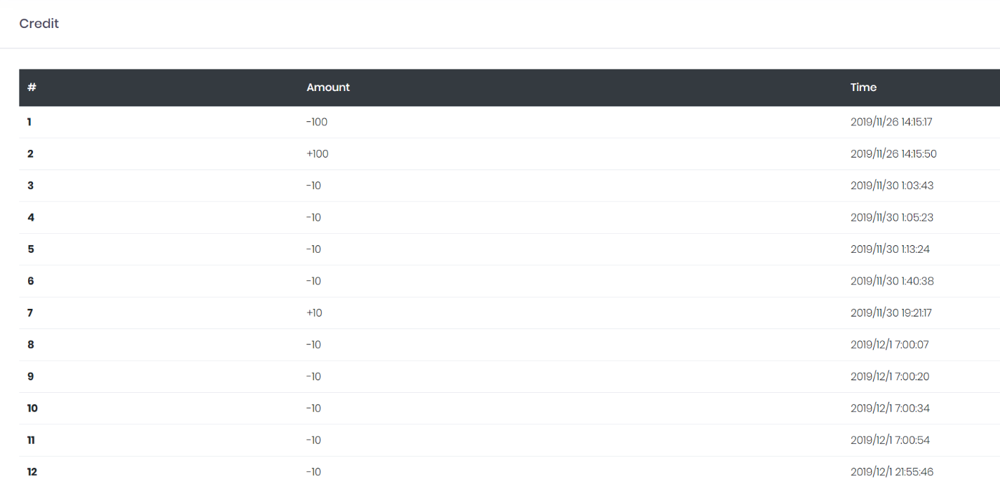 Credit
# Amount Time
1 -100 2019/11/26 14:15:17
2 +100 2019/11/26 14:15:50
3 -10 2019/11/30 1:03:43
4 -10 2019/11/30 1:05:23
5 -10 2019/11/30 1:13:24
6 -10 2019/11/30 1:40:38
7 +10 2019/11/30 19:21:17
8 -10 2019/12/1 7:00:07
9 -10 2019/12/1 7:00:20
10 -10 2019/12/1 7:00:34
11 -10 2019/12/1 7:00:54
12 -10 2019/12/1 21:55:46